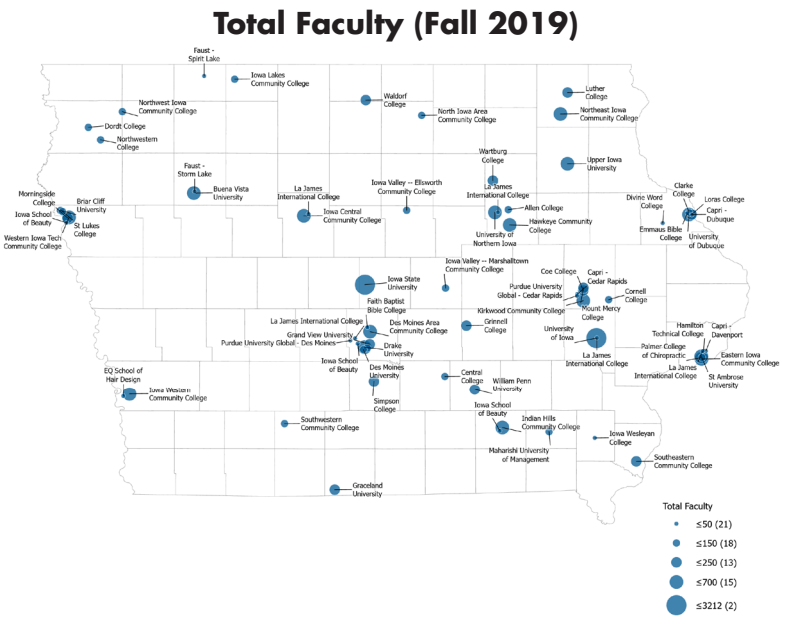 Total Faculty (Fall 2019)
Faust -
Spirit Lake
Iowa Lakes
Community College
Northwest Iowa
Community College
Dordt College
Northwestern
College
Waldorf
College
North Iowa Area
Community College
Luther
College
Northeast Iowa
Community College
Wartburg
College
Upper Iowa
University
Faust -
Storm Lake
Buena Vista
University
La James
International College
Iowa Central
Community College
Iowa Valley -- Ellsworth
Community College
La James
International College
Allen College
Hawkeye Community
College
University of
Northern Iowa
Morningside
College
Briar Cliff
University
Iowa School
of Beauty
St Lukes
College
Western Iowa Tech
Community College
Clarke
College
Loras College
Divine Word
College
Capri -
Dubuque
Emmaus Bible
College
University
of Dubuque
Iowa State
University
Iowa Valley -- Marshalltown
Community College
Coe College
Capri -
Cedar Rapids
Purdue University
Global - Cedar Rapids
Cornell
College
Kirkwood Community College
Mount Mercy
College
Faith Baptist
Bible College
La James International College
Des Moines Area
Community College
Grand View University
Purdue University Global - Des Moines
Drake
University
Iowa School
of Beauty
Des Moines
University
Simpson
College
Grinnell
College
University
of Iowa
La James
International College
Hamilton
Technical College
Capri -
Davenport
Palmer College
of Chiropractic
Eastern Iowa
Community College
La James
International College
St Ambrose
University
EQ School of
Hair Design
Iowa Western
Community College
Central
College
William Penn
University
Iowa School
of Beauty
Indian Hills
Community College
Maharishi University
of Management
Iowa Wesleyan
College
Southeastern
Community College
Southwestern
Community College
Graceland
University
Total Faculty
≤50 (21)
≤150 (18)
≤250 (13)
≤700 (15)
≤3212 (2)